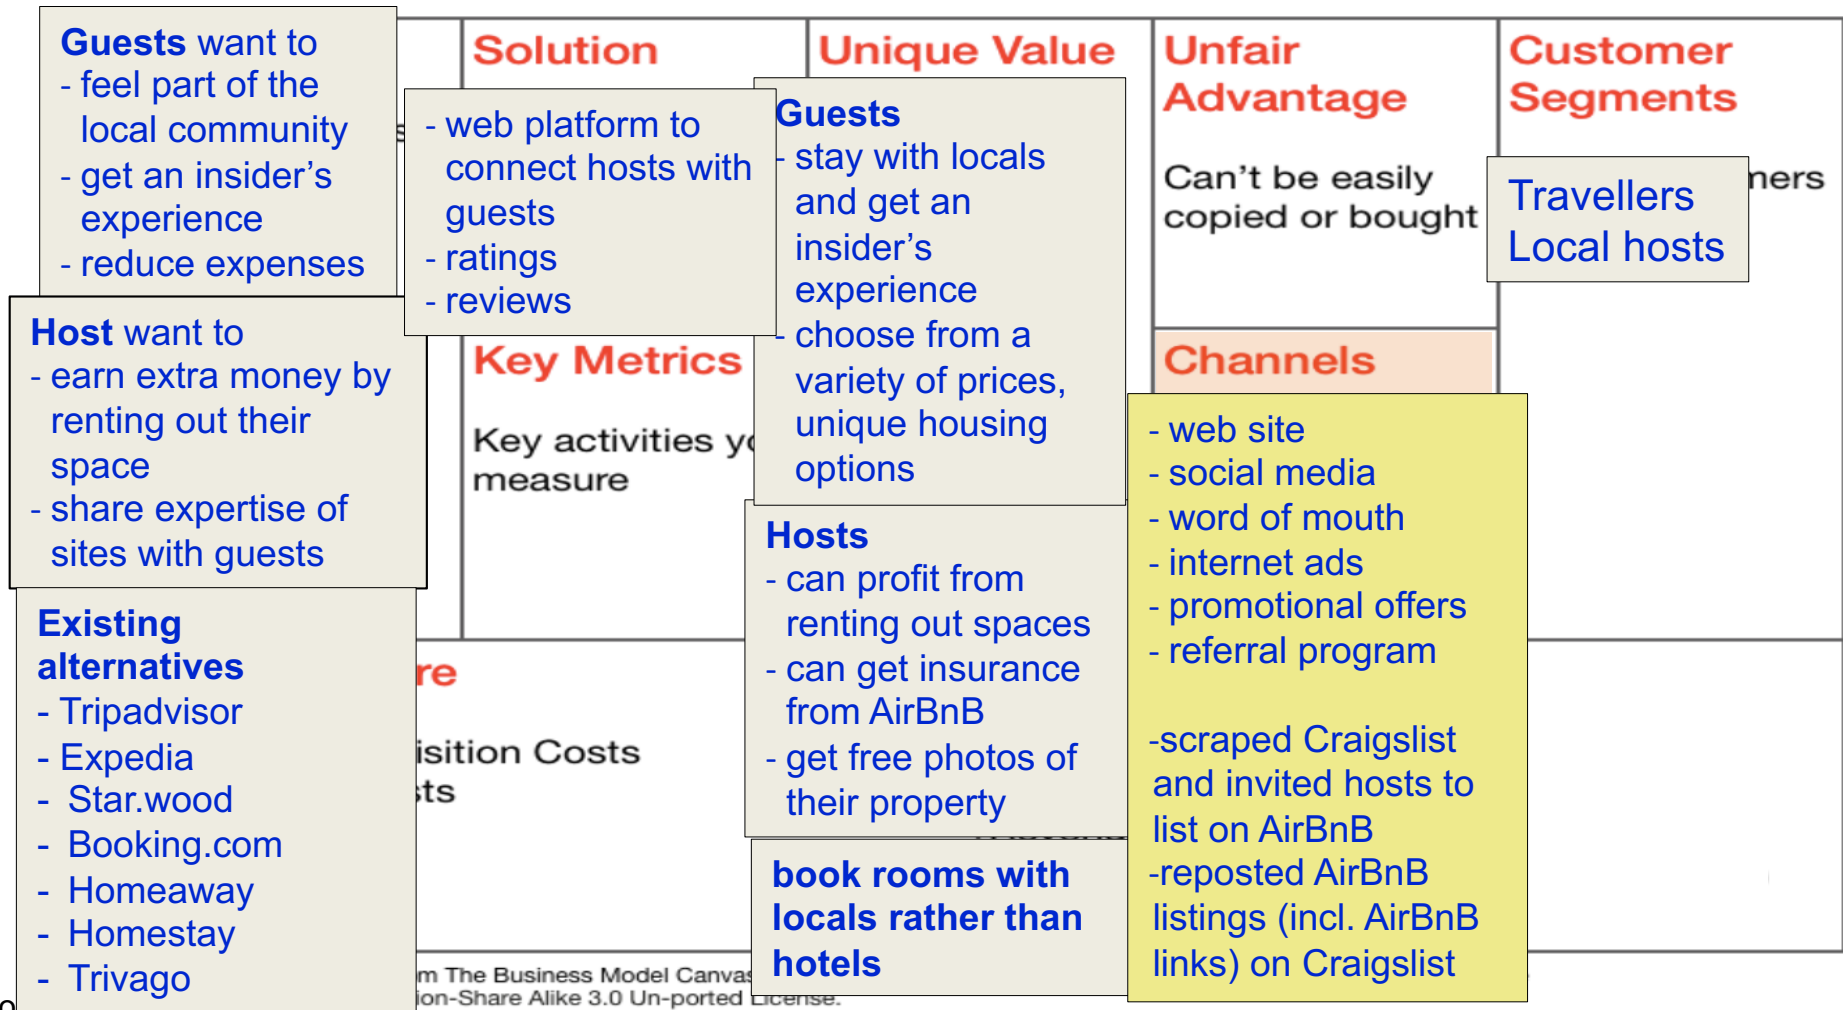 Guests want to
- feel part of the
local community
- get an insider's
experience
- reduce expenses
Host want to
- earn extra money by
renting out their
space
- share expertise of
sites with guests
Existing
alternatives
- Tripadvisor
- Expedia
- Star.wood
- Booking.com
- Homeaway
- Homestay
- Trivago
Solution
- web platform to
connect hosts with
guests
- ratings
- reviews
Key Metrics
Key activities yo
measure
Unique Value
Guests
- stay with locals
and get an
insider's
experience
- choose from a
variety of prices,
unique housing
options
Hosts
- can profit from
renting out spaces
- can get insurance
from AirBnB
- get free photos of
their property
book rooms with
locals rather than
hotels
Unfair
Advantage
Can't be easily
copied or bought
Channels
- web site
- social media
- word of mouth
- internet ads
- promotional offers
- referral program
-scraped Craigslist
and invited hosts to
list on AirBnB
-reposted AirBnB
listings (incl. AirBnB
links) on Craigslist
Customer
Segments
mers
Travellers
Local hosts
re
isition Costs
sts
m The Business Model Canvas
ion-Share Alike 3.0 Un-ported License.